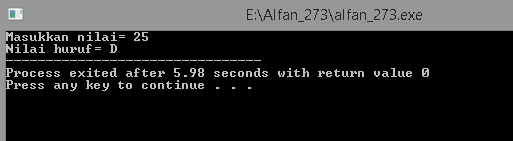 E:\Alfan_273\alfan_273.exe
Masukkan nilai= 25
Nilai huruf= D
--------------------------------
Process exited after 5.98 seconds with return value 0
Press any key to continue . . .